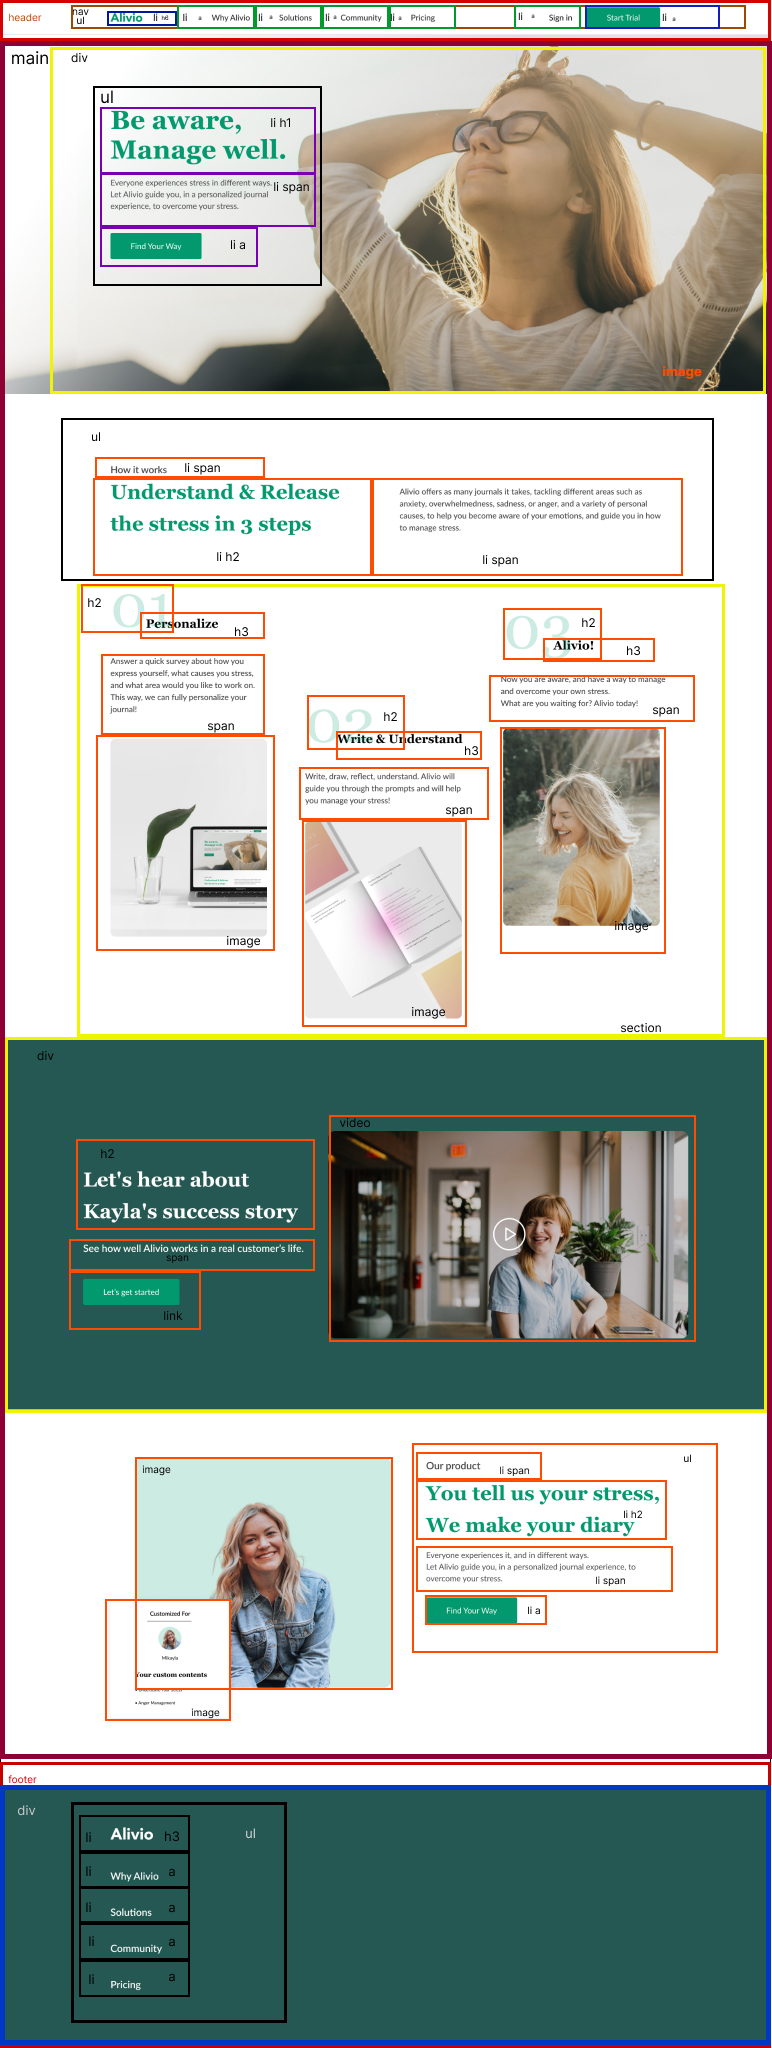 header
nav
ul
Alivio li h6
li a Why Alivio
li a Solutions
li a Community
li a Pricing
li a Sign in
Start Trial li a
main
div
ul
Be aware, li h1
Manage well.
Everyone experiences stress in different ways.
Let Alivio guide you, in a personalized journal
experience, to overcome your stress.
li span
Find Your Way li a
image
ul
How it works li span
Understand & Release
the stress in 3 steps
li h2
Alivio offers as many journals it takes, tackling different areas such as
anxiety, overwhelmedness, sadness, or anger, and a variety of personal
causes, to help you become aware of your emotions, and guide you in how
to manage stress.
li span
h2 01
Personalize
h3
Answer a quick survey about how you
express yourself, what causes you stress,
and what area would you like to work on.
This way, we can fully personalize your
journal!
span
image
02 h2
Write & Understand
h3
Write, draw, reflect, understand. Alivio will
guide you through the prompts and will help
you manage your stress!
span
image
03 h2
Alivio! h3
Now you are aware, and have a way to manage
and overcome your own stress.
What are you waiting for? Alivio today!
span
image
section
div
h2
Let's hear about
Kayla's success story
See how well Alivio works in a real customer's life.
span
Let's get started
link
video
image
Customized For
Mikayla
Your custom contents
• Anger Management
image
ul
Our product li span
You tell us your stress,
li h2
We make your diary
Everyone experiences it, and in different ways.
Let Alivio guide you, in a personalized journal experience, to
overcome your stress.
li span
Find Your Way li a
footer
div
ul
li Alivio h3
li Why Alivio a
li Solutions a
li Community a
li Pricing a